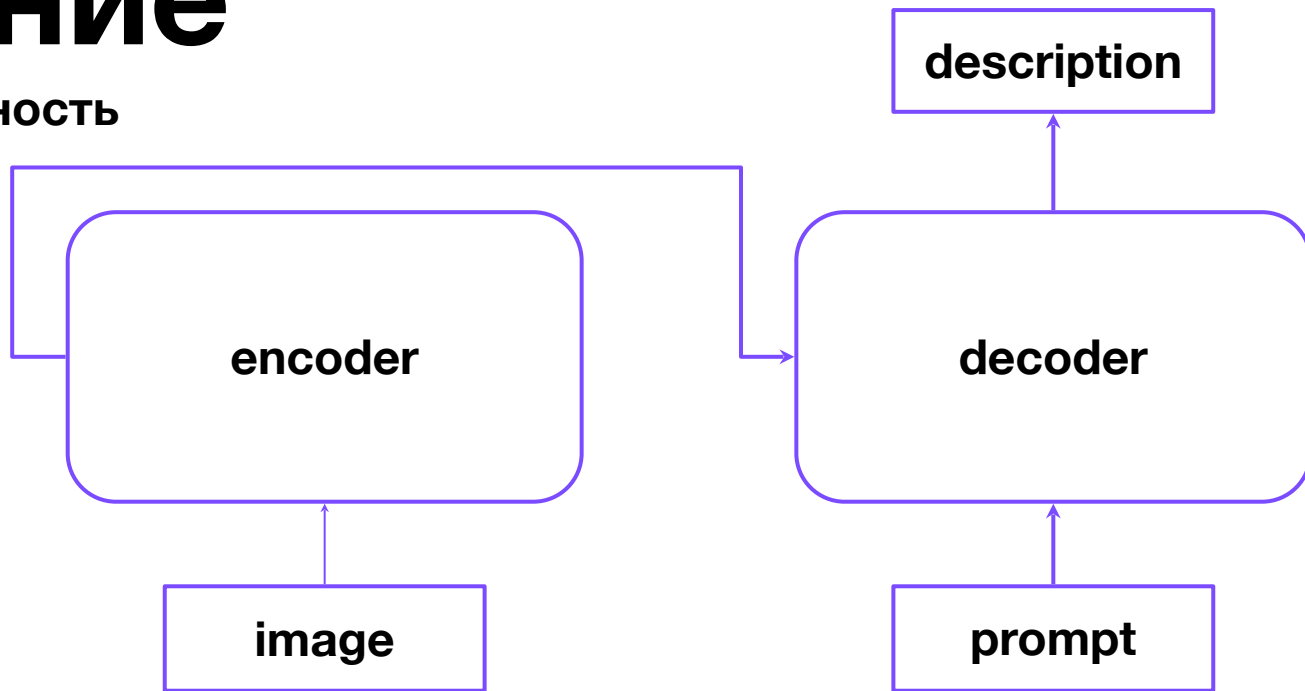 ние
ность
description
encoder
decoder
image
prompt